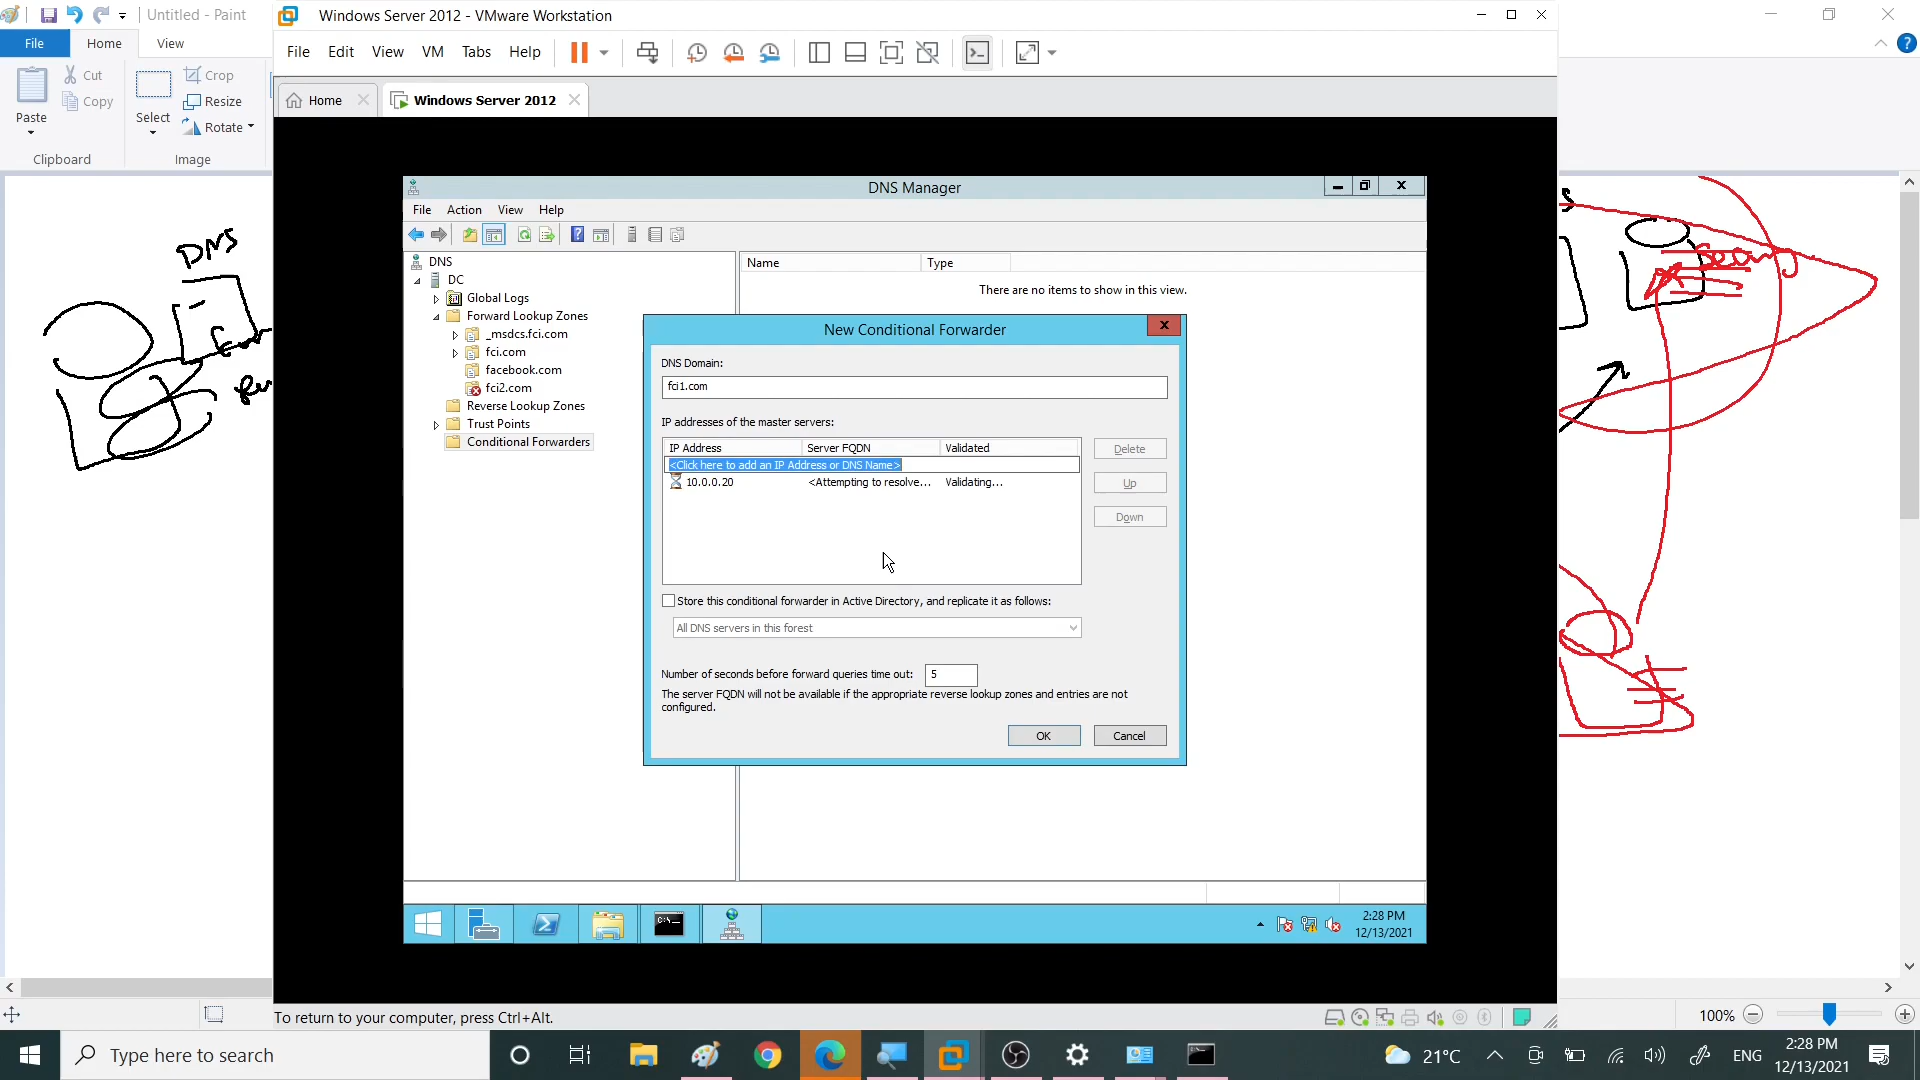 Untitled - Paint
File
Home
View
Cut
Copy
Paste
Clipboard
Select
Crop
Resize
Rotate
Image
DNS
Windows Server 2012 - VMware Workstation
File Edit View VM Tabs Help
Home
Windows Server 2012
DNS Manager
File Action View Help
DNS
DC
Global Logs
Forward Lookup Zones
_msdcs.fci.com
fci.com
facebook.com
fci2.com
Reverse Lookup Zones
Trust Points
Conditional Forwarders
Name Type
There are no items to show in this view.
New Conditional Forwarder
DNS Domain:
fci1.com
IP addresses of the master servers:
IP Address Server FQDN Validated
<Click here to add an IP Address or DNS Name>
10.0.0.20 <Attempting to resolve... Validating...
Delete
Up
Down
Store this conditional forwarder in Active Directory, and replicate it as follows:
All DNS servers in this forest
Number of seconds before forward queries time out: 5
The server FQDN will not be available if the appropriate reverse lookup zones and entries are not
configured.
OK Cancel
2:28 PM
12/13/2021
To return to your computer, press Ctrl+Alt.
100%
Type here to search
21°C
ENG
2:28 PM
12/13/2021